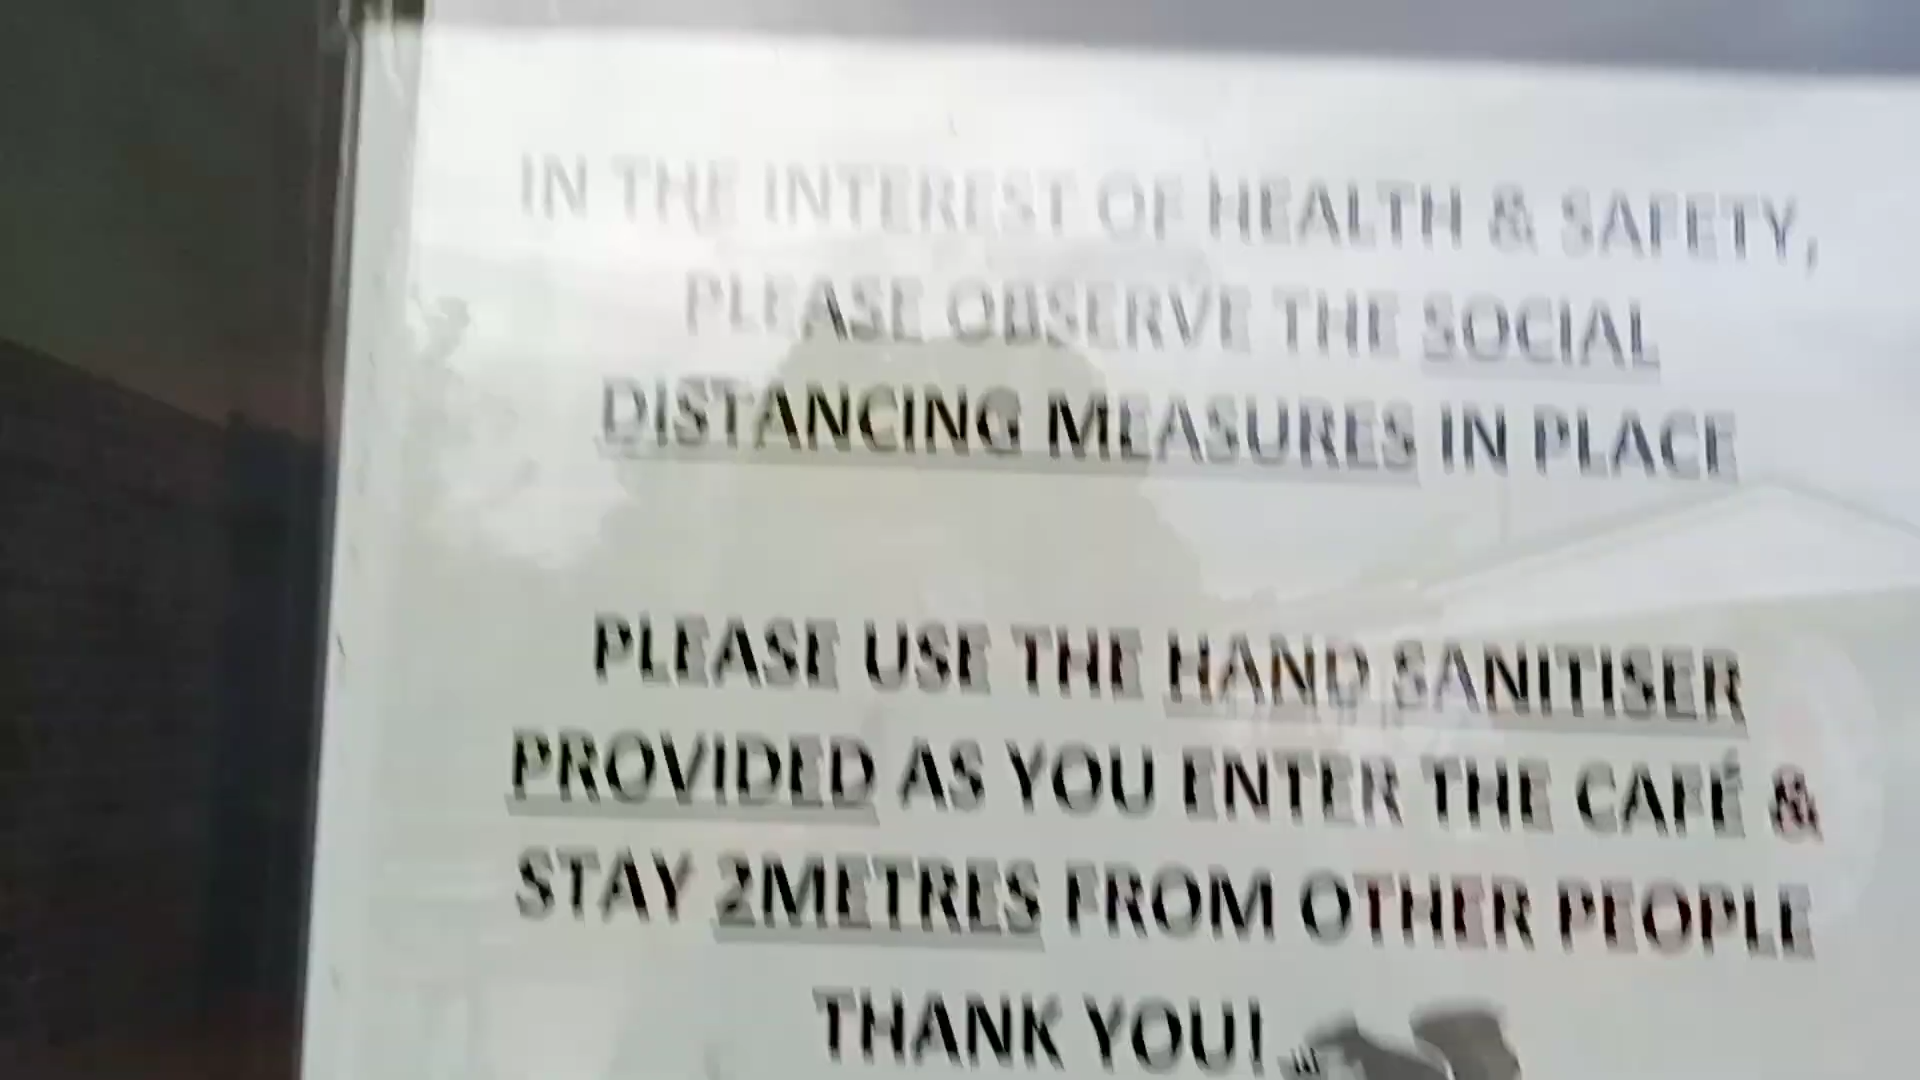 IN THE INTEREST OF HEALTH & SAFETY,
PLEASE OBSERVE THE SOCIAL
DISTANCING MEASURES IN PLACE
PLEASE USE THE HAND SANITISER
PROVIDED AS YOU ENTER THE CAFÉ &
STAY 2METRES FROM OTHER PEOPLE
THANK YOU!